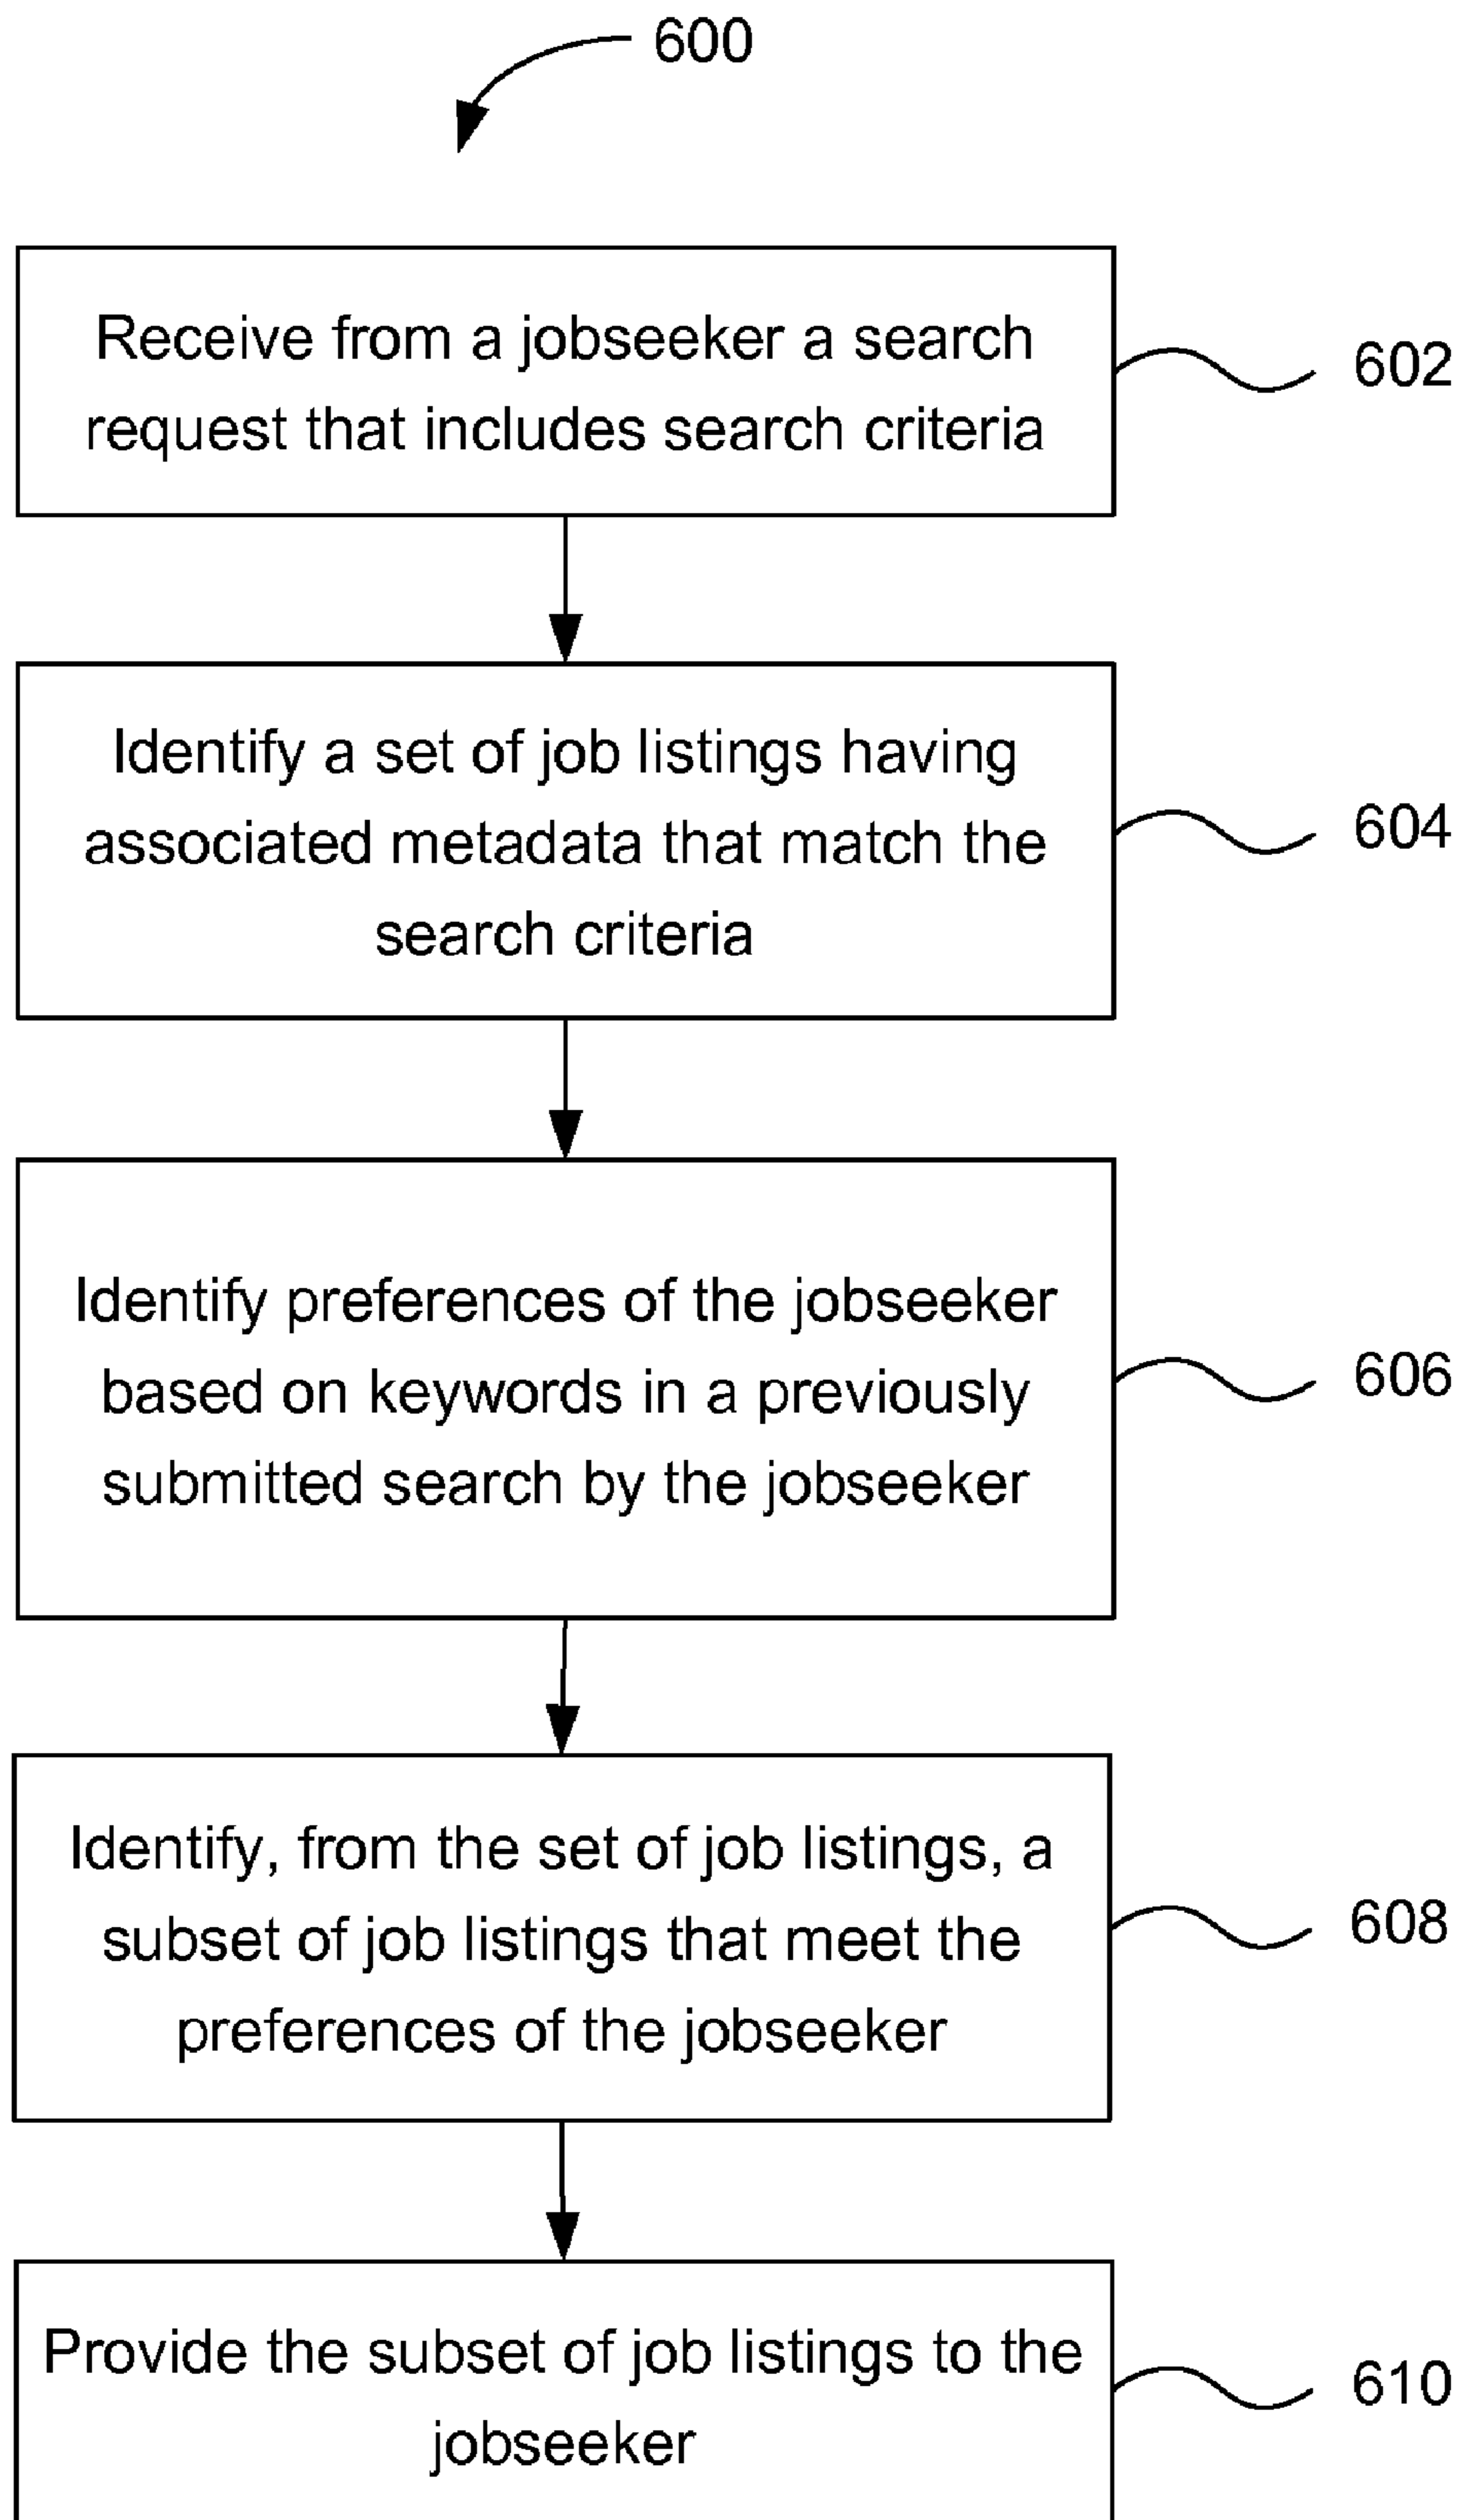 600
Receive from a jobseeker a search
request that includes search criteria
602
Identify a set of job listings having
associated metadata that match the
search criteria
604
Identify preferences of the jobseeker
based on keywords in a previously
submitted search by the jobseeker
606
Identify, from the set of job listings, a
subset of job listings that meet the
preferences of the jobseeker
608
Provide the subset of job listings to the
jobseeker
610